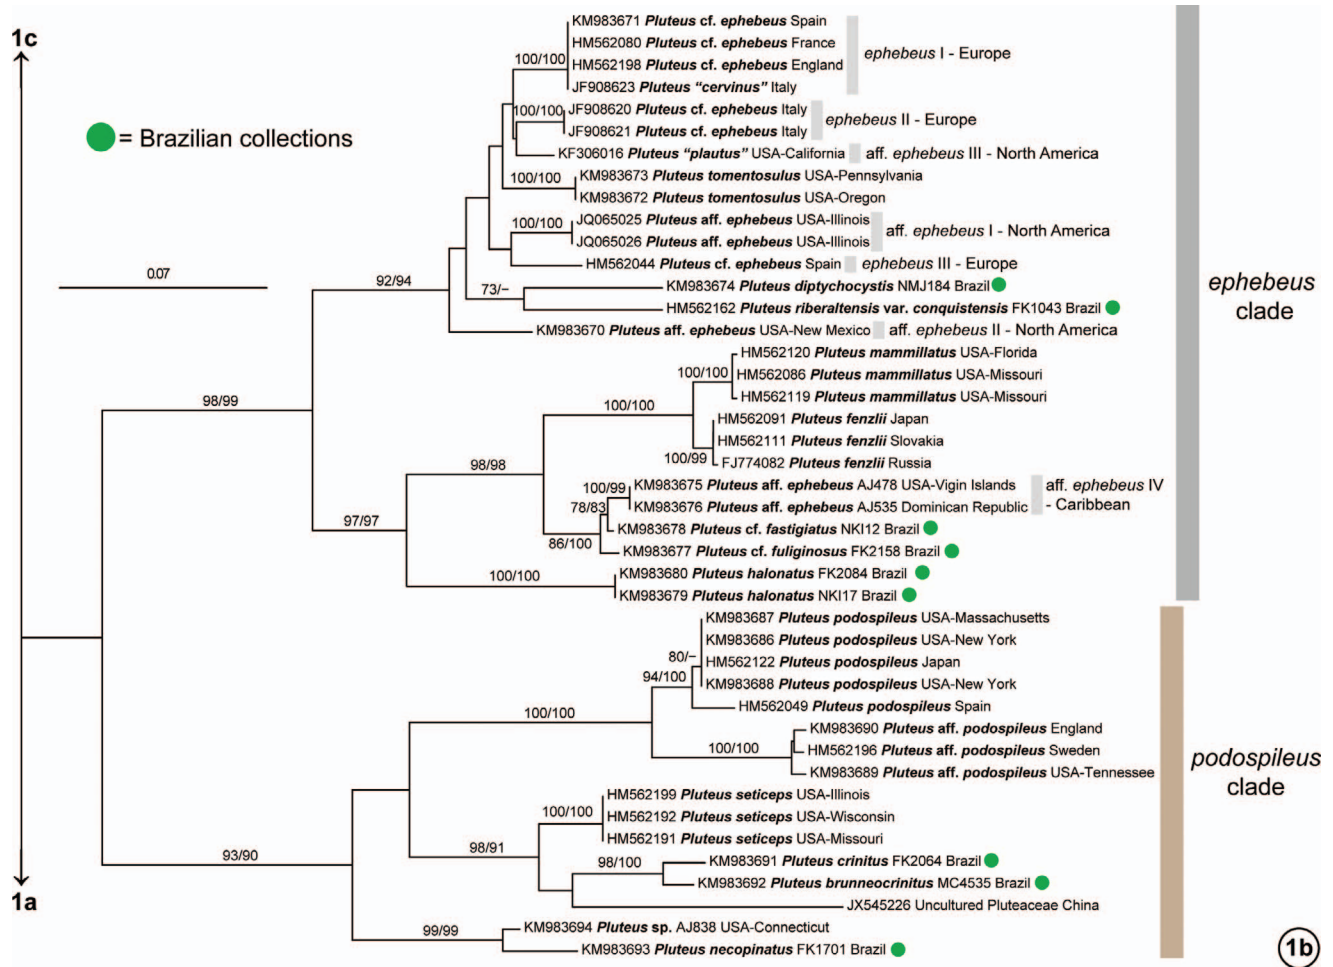 1c
= Brazilian collections
0.07
KM983671 Pluteus cf. ephebeus Spain
HM562080 Pluteus cf. ephebeus France
HM562198 Pluteus cf. ephebeus England
JF908623 Pluteus “cervinus” Italy
100/100
ephebeus I - Europe
JF908620 Pluteus cf. ephebeus Italy
JF908621 Pluteus cf. ephebeus Italy
100/100
ephebeus II - Europe
KF306016 Pluteus “plautus” USA-California
aff. ephebeus III - North America
KM983673 Pluteus tomentosulus USA-Pennsylvania
KM983672 Pluteus tomentosulus USA-Oregon
100/100
JQ065025 Pluteus aff. ephebeus USA-Illinois
JQ065026 Pluteus aff. ephebeus USA-Illinois
100/100
aff. ephebeus I - North America
HM562044 Pluteus cf. ephebeus Spain
ephebeus III - Europe
92/94
KM983674 Pluteus diptychocystis NMJ184 Brazil
73/–
HM562162 Pluteus riberaltensis var. conquistensis FK1043 Brazil
KM983670 Pluteus aff. ephebeus USA-New Mexico
aff. ephebeus II - North America
ephebeus
clade
HM562120 Pluteus mammillatus USA-Florida
HM562086 Pluteus mammillatus USA-Missouri
HM562119 Pluteus mammillatus USA-Missouri
100/100
98/99
100/100
HM562091 Pluteus fenzlii Japan
HM562111 Pluteus fenzlii Slovakia
FJ774082 Pluteus fenzlii Russia
100/99
98/98
KM983675 Pluteus aff. ephebeus AJ478 USA-Vigin Islands
KM983676 Pluteus aff. ephebeus AJ535 Dominican Republic
100/99
aff. ephebeus IV
- Caribbean
78/83
KM983678 Pluteus cf. fastigiatus NKI12 Brazil
86/100
KM983677 Pluteus cf. fuliginosus FK2158 Brazil
97/97
KM983680 Pluteus halonatus FK2084 Brazil
KM983679 Pluteus halonatus NKI17 Brazil
100/100
KM983687 Pluteus podospileus USA-Massachusetts
KM983686 Pluteus podospileus USA-New York
HM562122 Pluteus podospileus Japan
KM983688 Pluteus podospileus USA-New York
80/–
94/100
HM562049 Pluteus podospileus Spain
100/100
KM983690 Pluteus aff. podospileus England
HM562196 Pluteus aff. podospileus Sweden
KM983689 Pluteus aff. podospileus USA-Tennessee
100/100
podospileus
clade
HM562199 Pluteus seticeps USA-Illinois
HM562192 Pluteus seticeps USA-Wisconsin
HM562191 Pluteus seticeps USA-Missouri
100/100
98/91
93/90
KM983691 Pluteus crinitus FK2064 Brazil
98/100
KM983692 Pluteus brunneocrinitus MC4535 Brazil
JX545226 Uncultured Pluteaceae China
1a
KM983694 Pluteus sp. AJ838 USA-Connecticut
99/99
KM983693 Pluteus necopinatus FK1701 Brazil
1b